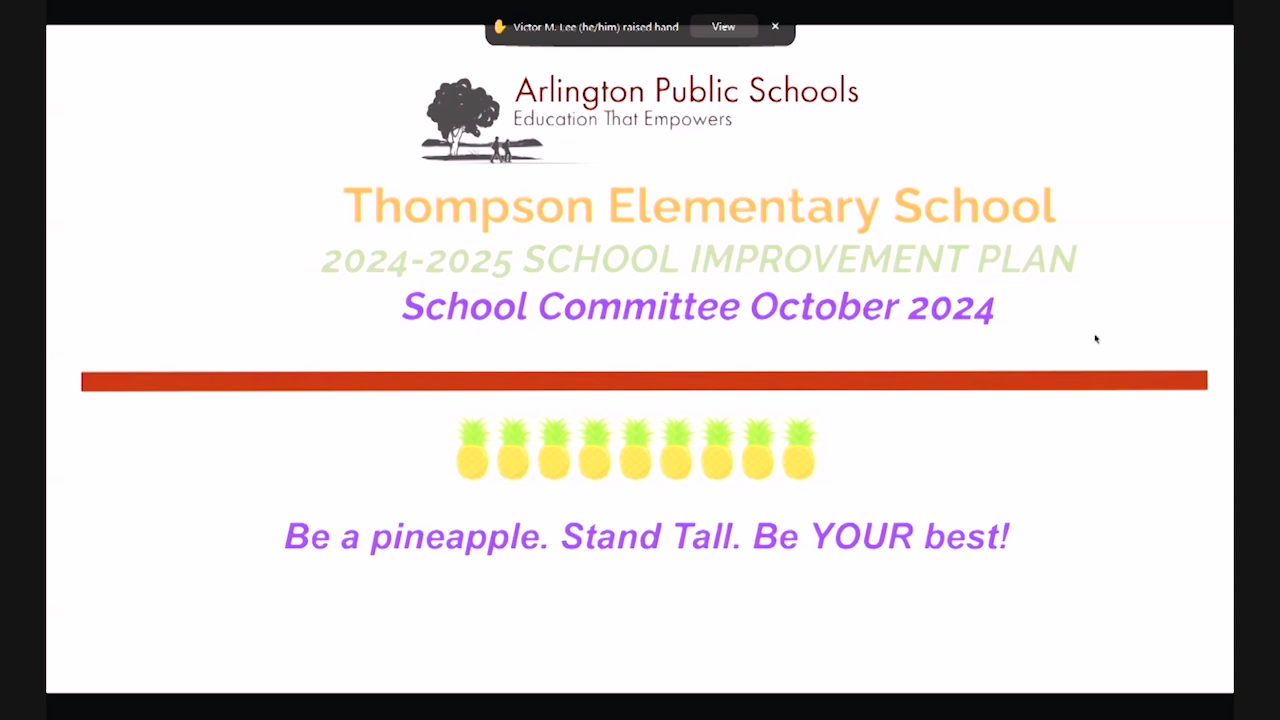 Victor M. Lee (he/him) raised hand View
Arlington Public Schools
Education That Empowers
Thompson Elementary School
2024-2025 SCHOOL IMPROVEMENT PLAN
School Committee October 2024
Be a pineapple. Stand Tall. Be YOUR best!